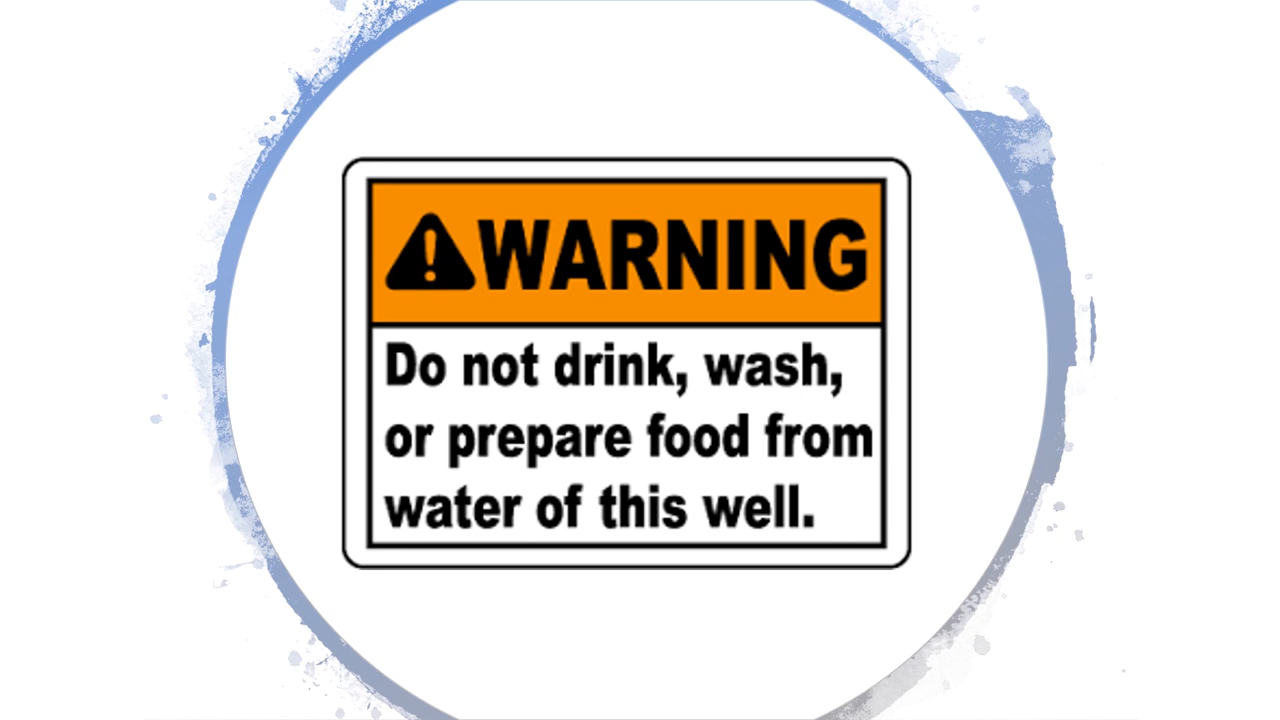 WARNING
Do not drink, wash,
or prepare food from
water of this well.